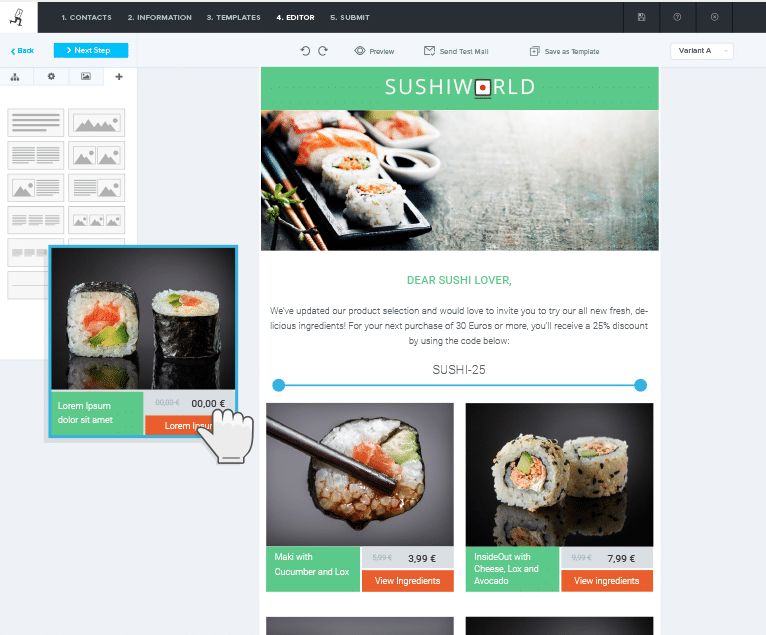 1. CONTACTS 2. INFORMATION 3. TEMPLATES 4. EDITOR 5. SUBMIT
Back Next Step Preview Send Test Mail Save as Template Variant A
SUSHIWORLD
DEAR SUSHI LOVER,
We've updated our product selection and would love to invite you to try our all new fresh, de-
licious ingredients! For your next purchase of 30 Euros or more, you'll receive a 25% discount
by using the code below:
SUSHI-25
Lorem Ipsum
dolor sit amet
00,00 € 00,00 €
Lorem Ipsum
Maki with
Cucumber and Lox
5,99 € 3,99 €
View Ingredients
InsideOut with
Cheese, Lox and
Avocado
9,99 € 7,99 €
View ingredients